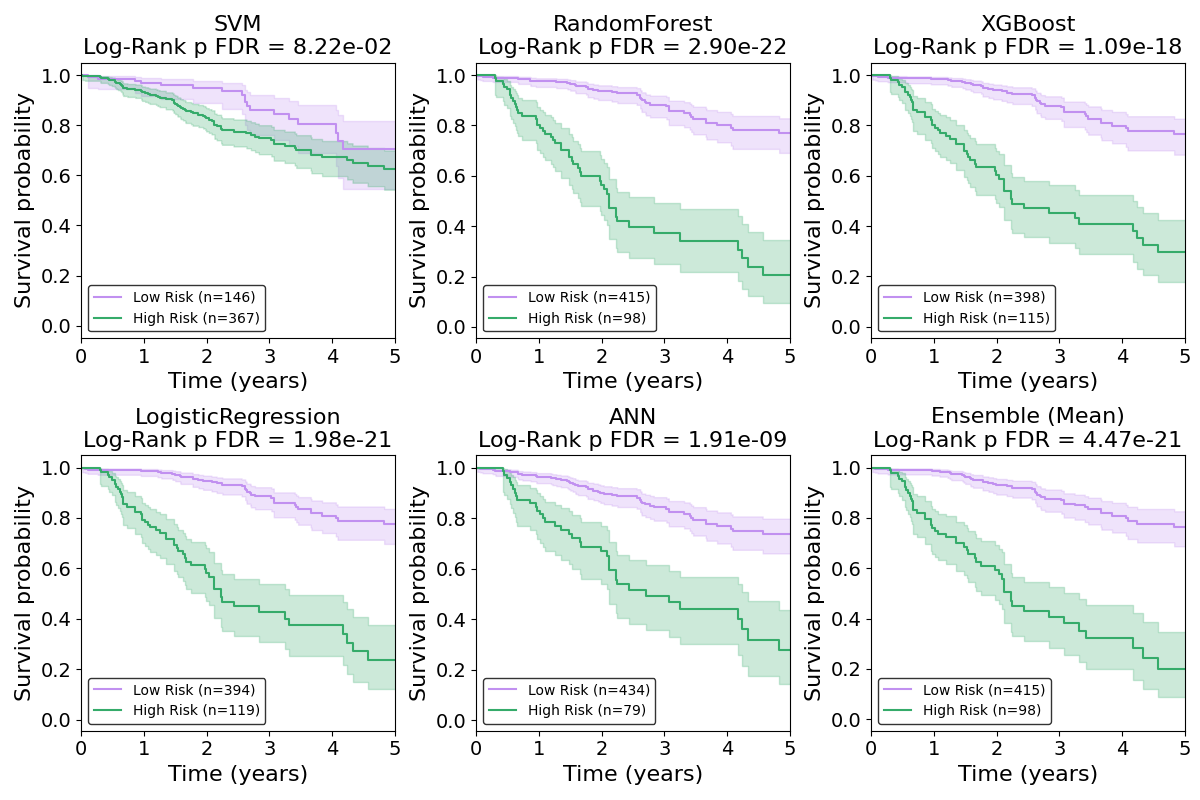 SVM
Log-Rank p FDR = 8.22e-02
Survival probability
1.0
0.8
0.6
0.4
0.2
0.0
Low Risk (n=146)
High Risk (n=367)
0 1 2 3 4 5
Time (years)
RandomForest
Log-Rank p FDR = 2.90e-22
Survival probability
1.0
0.8
0.6
0.4
0.2
0.0
Low Risk (n=415)
High Risk (n=98)
0 1 2 3 4 5
Time (years)
XGBoost
Log-Rank p FDR = 1.09e-18
Survival probability
1.0
0.8
0.6
0.4
0.2
0.0
Low Risk (n=398)
High Risk (n=115)
0 1 2 3 4 5
Time (years)
LogisticRegression
Log-Rank p FDR = 1.98e-21
Survival probability
1.0
0.8
0.6
0.4
0.2
0.0
Low Risk (n=394)
High Risk (n=119)
0 1 2 3 4 5
Time (years)
ANN
Log-Rank p FDR = 1.91e-09
Survival probability
1.0
0.8
0.6
0.4
0.2
0.0
Low Risk (n=434)
High Risk (n=79)
0 1 2 3 4 5
Time (years)
Ensemble (Mean)
Log-Rank p FDR = 4.47e-21
Survival probability
1.0
0.8
0.6
0.4
0.2
0.0
Low Risk (n=415)
High Risk (n=98)
0 1 2 3 4 5
Time (years)